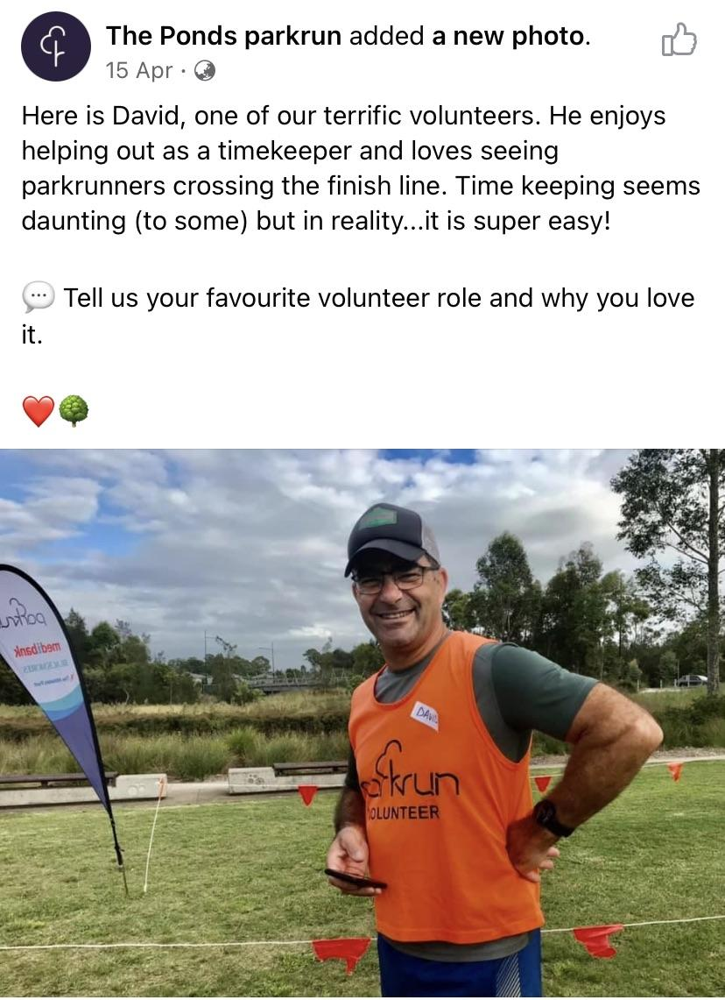 The Ponds parkrun added a new photo.
15 Apr ·
Here is David, one of our terrific volunteers. He enjoys
helping out as a timekeeper and loves seeing
parkrunners crossing the finish line. Time keeping seems
daunting (to some) but in reality...it is super easy!
💬 Tell us your favourite volunteer role and why you love
it.
❤️🌳
parkru
medibank
BLACKMORES
DAVID
parkrun
VOLUNTEER